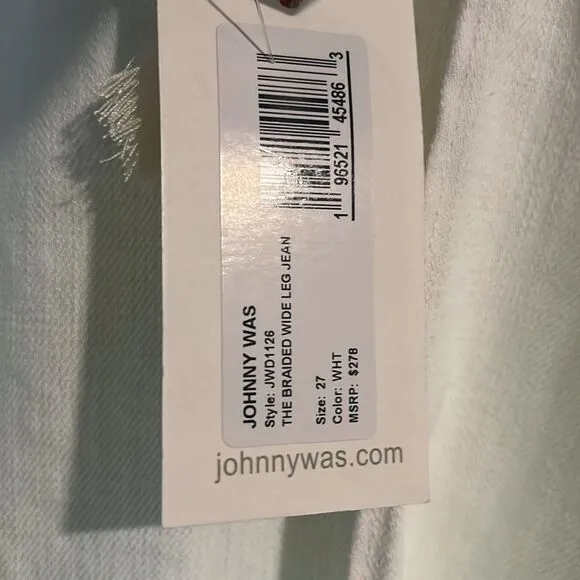 JOHNNY WAS
Style: JWD1126
THE BRAIDED WIDE LEG JEAN
Size: 27
Color: WHT
MSRP: $278
1 96521 45486 3
johnnywas.com